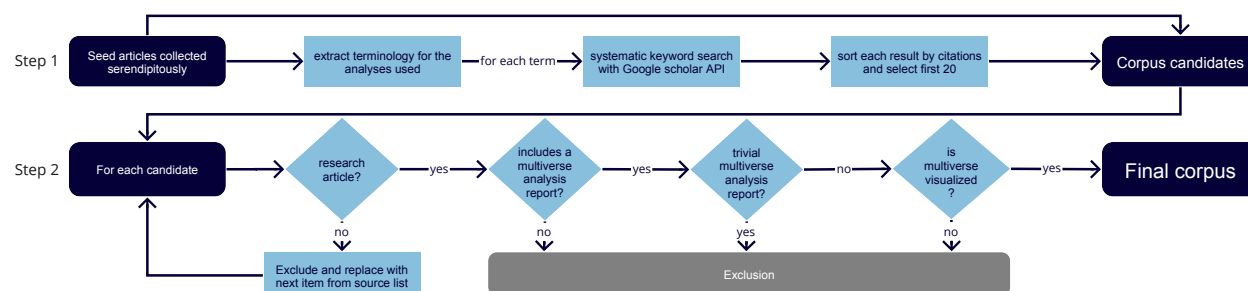 Step 1
Seed articles collected
serendipitously
extract terminology for the
analyses used
for each term
systematic keyword search
with Google scholar API
sort each result by citations
and select first 20
Corpus candidates
Step 2
For each candidate
research
article?
yes
includes a
multiverse
analysis
report?
yes
trivial
multiverse
analysis
report?
no
is
multiverse
visualized
?
yes
Final corpus
no
no
yes
no
Exclude and replace with
next item from source list
Exclusion